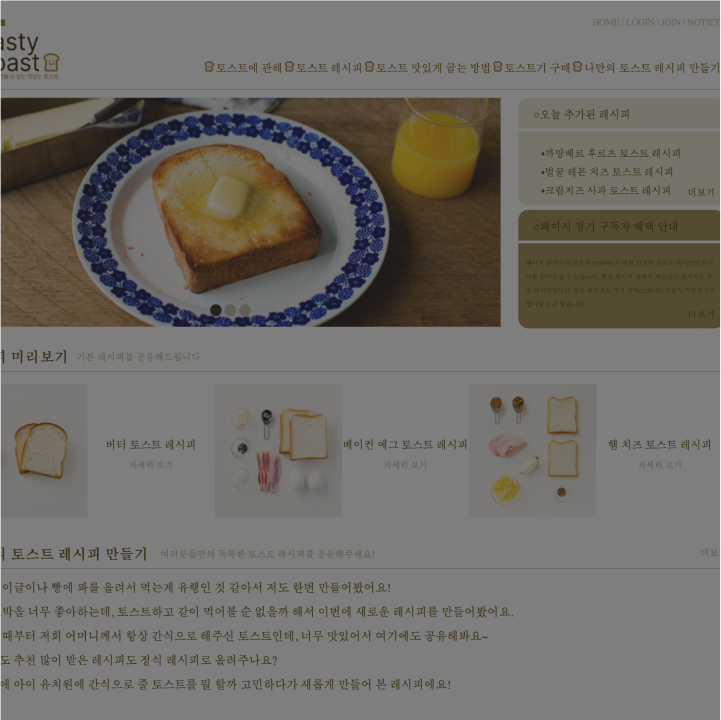 HOME | LOGIN | JOIN | NOTICE
asty
oast
토스트에 관해 토스트 레시피 토스트 맛있게 굽는 방법 토스트기 구매 나만의 토스트 레시피 만들기
○오늘 추가된 레시피
•까망베르 후르츠 토스트 레시피
•벌꿀 레몬 치즈 토스트 레시피
•크림치즈 사과 토스트 레시피 더보기
○페이지 정기 구독자 혜택 안내
더보기
미리보기 기본 레시피를 공유해드립니다.
버터 토스트 레시피
자세히 보기
베이컨 에그 토스트 레시피
자세히 보기
햄 치즈 토스트 레시피
자세히 보기
토스트 레시피 만들기 여러분들만의 독특한 토스트 레시피를 공유해주세요!
더보
이글이나 빵에 파를 올려서 먹는게 유행인 것 같아서 저도 한번 만들어봤어요!
박을 너무 좋아하는데, 토스트하고 같이 먹어볼 순 없을까 해서 이번에 새로운 레시피를 만들어봤어요.
때부터 저희 어머니께서 항상 간식으로 해주신 토스트인데, 너무 맛있어서 여기에도 공유해봐요~
도 추천 많이 받은 레시피도 정식 레시피로 올려주나요?
에 아이 유치원에 간식으로 줄 토스트를 뭘 할까 고민하다가 새롭게 만들어 본 레시피에요!